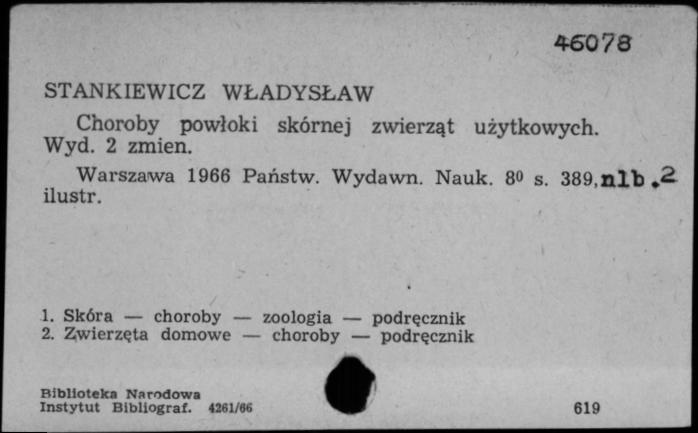 46078
STANKIEWICZ WŁADYSŁAW
Choroby powłoki skórnej zwierząt użytkowych.
Wyd. 2 zmien.
Warszawa 1966 Państw. Wydawn. Nauk. 8⁰ s. 389, nlb. 2
ilustr.
1. Skóra — choroby — zoologia — podręcznik
2. Zwierzęta domowe — choroby — podręcznik
Biblioteka Narodowa
Instytut Bibliograf. 4261/66 619